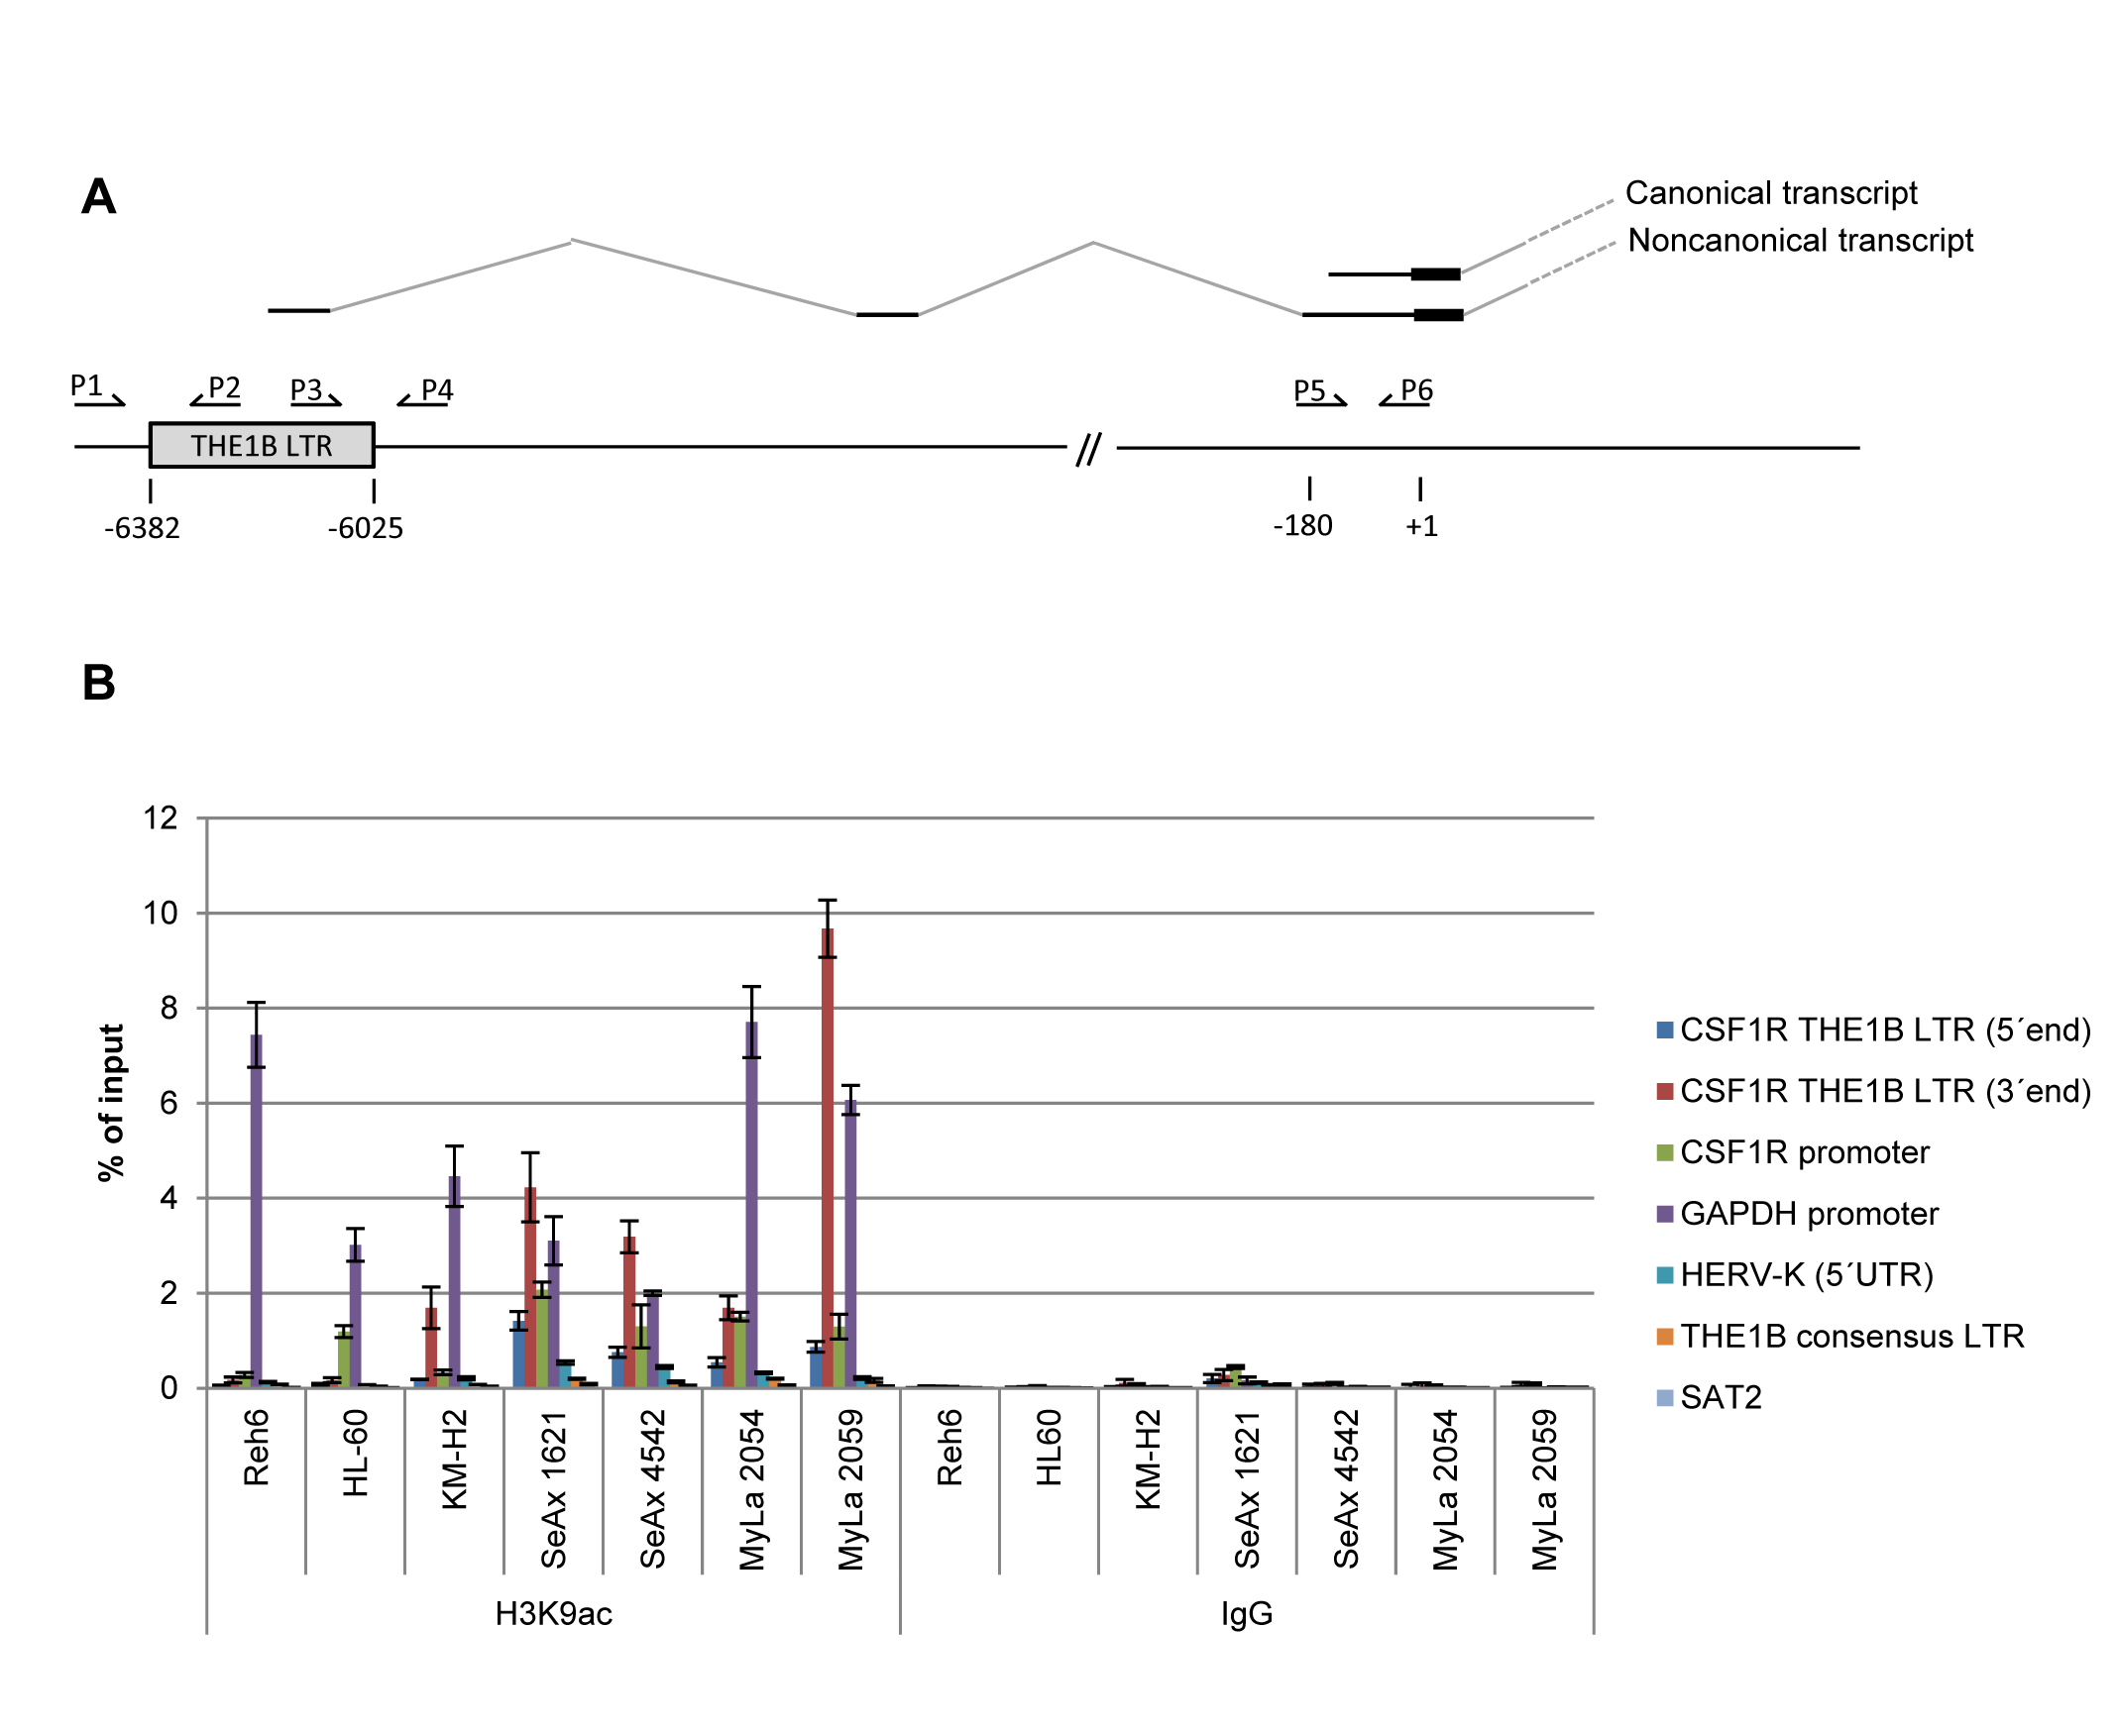 A
Canonical transcript
Noncanonical transcript
P1 P2 P3 P4 P5 P6
THE1B LTR
-6382 -6025 -180 +1
B
12
10
8
6
4
2
0
% of input
CSF1R THE1B LTR (5´end)
CSF1R THE1B LTR (3´end)
CSF1R promoter
GAPDH promoter
HERV-K (5´UTR)
THE1B consensus LTR
SAT2
Reh6 HL-60 KM-H2 SeAx 1621 SeAx 4542 MyLa 2054 MyLa 2059 Reh6 HL60 KM-H2 SeAx 1621 SeAx 4542 MyLa 2054 MyLa 2059
H3K9ac IgG